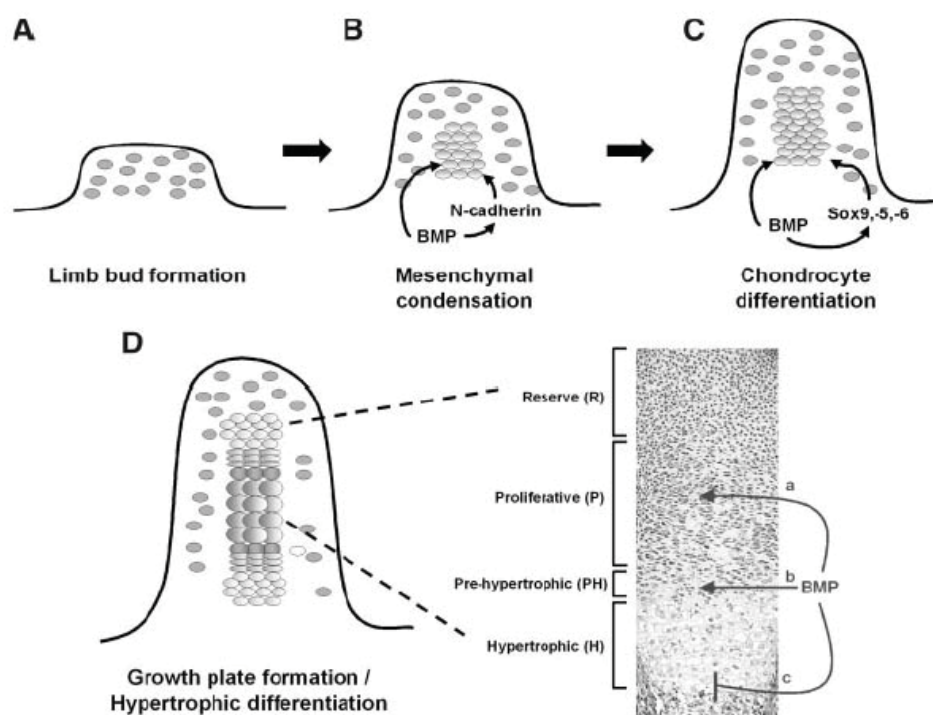 A
B
C
N-cadherin
BMP
BMP
Sox9,-5,-6
Limb bud formation
Mesenchymal
condensation
Chondrocyte
differentiation
D
Reserve (R)
Proliferative (P)
a
Pre-hypertrophic (PH)
b
BMP
Hypertrophic (H)
c
Growth plate formation /
Hypertrophic differentiation